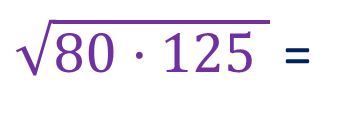 √80 · 125 =